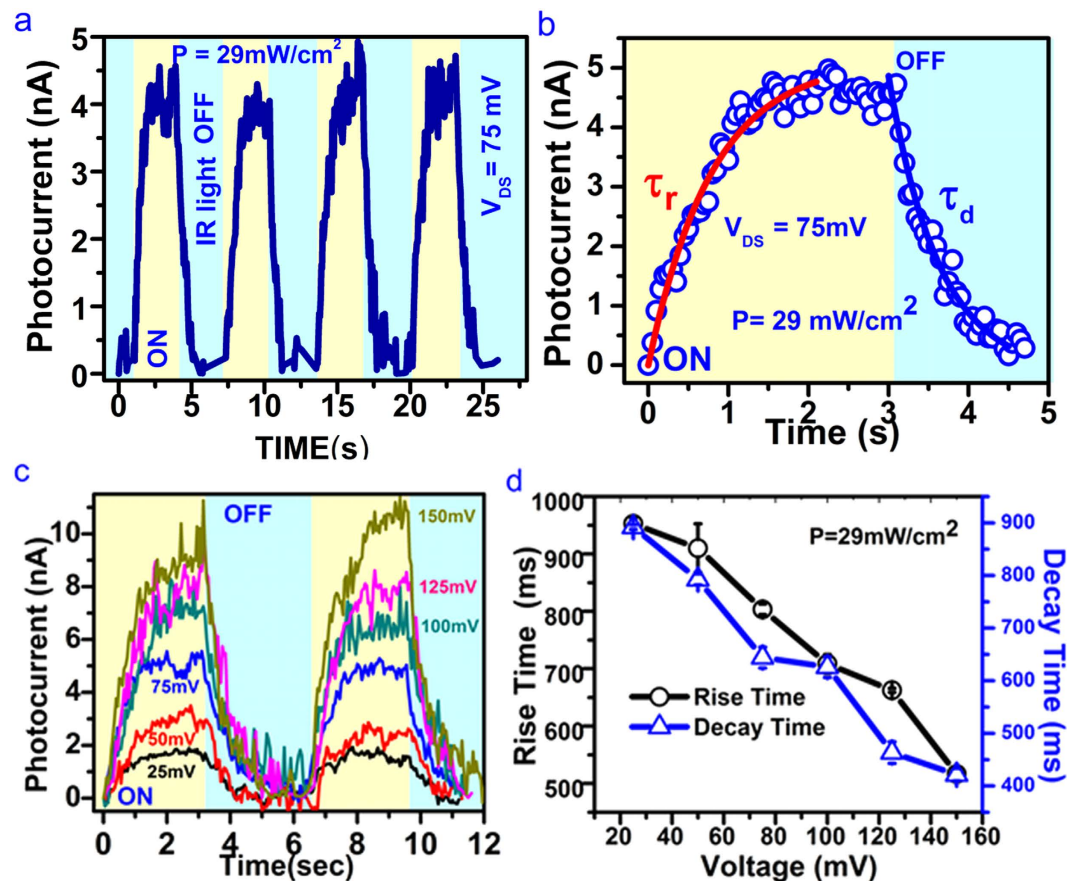 a
P = 29mW/cm²
IR light OFF
V_DS = 75 mV
ON
Photocurrent (nA)
5
4
3
2
1
0
0 5 10 15 20 25
TIME(s)
b
OFF
τ_r
τ_d
V_DS = 75mV
P= 29 mW/cm²
ON
Photocurrent (nA)
5
4
3
2
1
0
0 1 2 3 4 5
Time (s)
c
OFF
150mV
125mV
100mV
75mV
50mV
25mV
ON
Photocurrent (nA)
10
8
6
4
2
0
0 2 4 6 8 10 12
Time(sec)
d
P=29mW/cm²
Rise Time
Decay Time
Rise Time (ms)
1000
900
800
700
600
500
Decay Time (ms)
900
800
700
600
500
400
20 40 60 80 100 120 140 160
Voltage (mV)